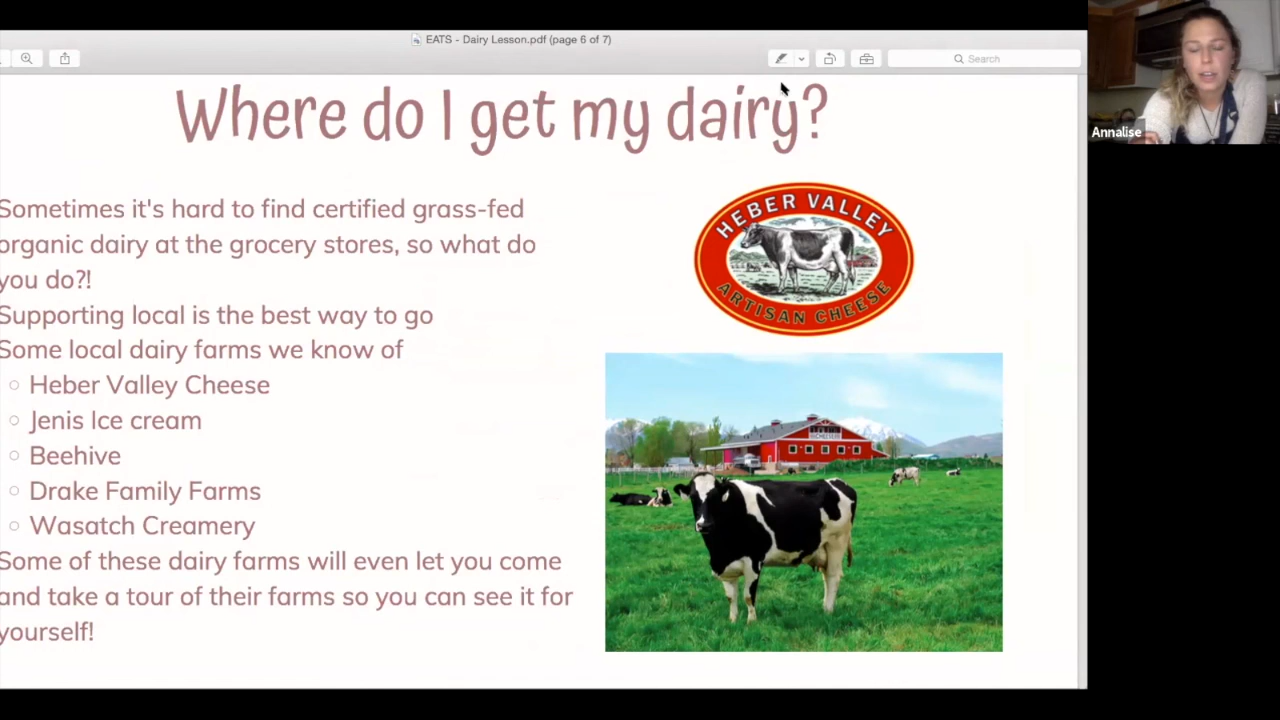 EATS - Dairy Lesson.pdf (page 6 of 7)
Search
Annalise
Where do I get my dairy?
Sometimes it's hard to find certified grass-fed
organic dairy at the grocery stores, so what do
you do?!
Supporting local is the best way to go
Some local dairy farms we know of
Heber Valley Cheese
Jenis Ice cream
Beehive
Drake Family Farms
Wasatch Creamery
Some of these dairy farms will even let you come
and take a tour of their farms so you can see it for
yourself!
HEBER VALLEY
ARTISAN CHEESE
CHEESE